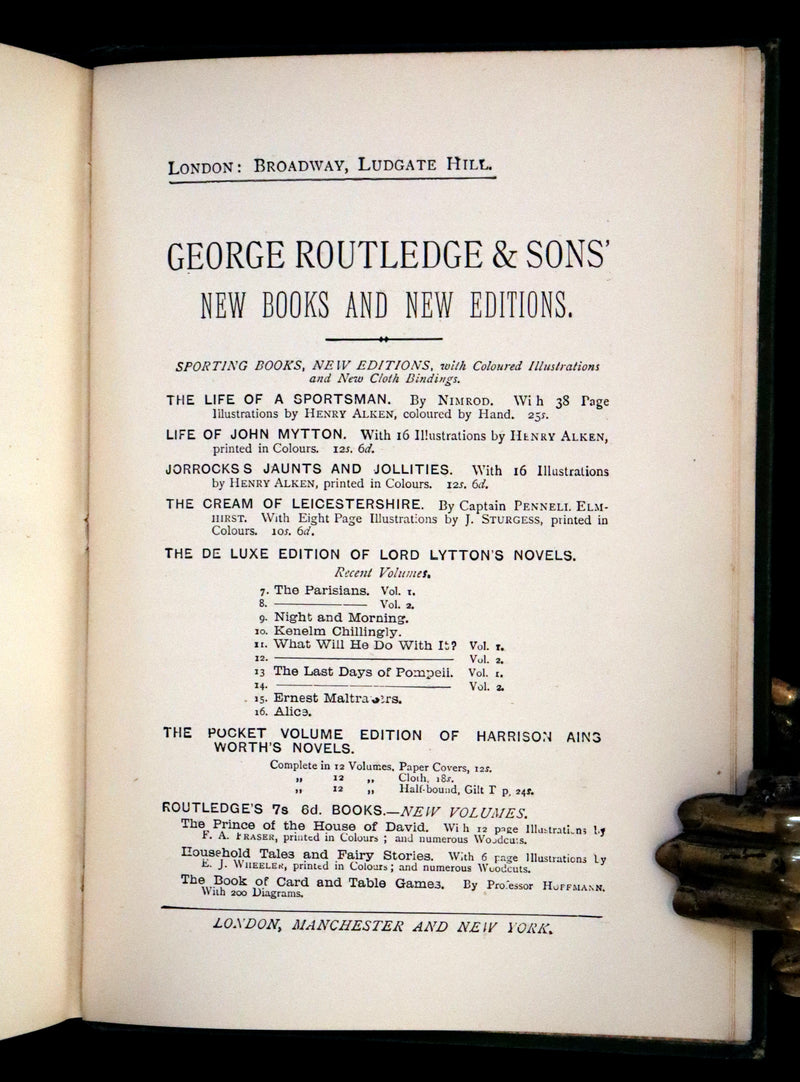 LONDON: BROADWAY, LUDGATE HILL.
GEORGE ROUTLEDGE & SONS'
NEW BOOKS AND NEW EDITIONS.
SPORTING BOOKS, NEW EDITIONS, with Coloured Illustrations
and New Cloth Bindings.
THE LIFE OF A SPORTSMAN. By NIMROD. Wi h 38 Page
Illustrations by HENRY ALKEN, coloured by Hand. 25s.
LIFE OF JOHN MYTTON. With 16 Illustrations by HENRY ALKEN,
printed in Colours. 12s. 6d.
JORROCKS S JAUNTS AND JOLLITIES. With 16 Illustrations
by HENRY ALKEN, printed in Colours. 12s. 6d.
THE CREAM OF LEICESTERSHIRE. By Captain PENNELL ELM-
HIRST. With Eight Page Illustrations by J. STURGESS, printed in
Colours. 10s. 6d.
THE DE LUXE EDITION OF LORD LYTTON'S NOVELS.
Recent Volumes.
7. The Parisians. Vol. 1.
8. ———— Vol. 2.
9. Night and Morning.
10. Kenelm Chillingly.
11. What Will He Do With It? Vol. 1.
12. ———— Vol. 2.
13 The Last Days of Pompeii. Vol. 1.
14. ———— Vol. 2.
15. Ernest Maltravers.
16. Alice.
THE POCKET VOLUME EDITION OF HARRISON AINS
WORTH'S NOVELS.
Complete in 12 Volumes, Paper Covers, 12s.
„ 12 „ Cloth, 18s.
„ 12 „ Half-bound, Gilt T p, 24s.
ROUTLEDGE'S 7s 6d. BOOKS.—NEW VOLUMES.
The Prince of the House of David. Wi h 12 page Illustrations by
F. A. FRASER, printed in Colours ; and numerous Woodcuts.
Household Tales and Fairy Stories. With 6 page Illustrations by
E. J. WHEELER, printed in Colours; and numerous Woodcuts.
The Book of Card and Table Games. By Professor HOFFMANN.
With 200 Diagrams.
LONDON, MANCHESTER AND NEW YORK.